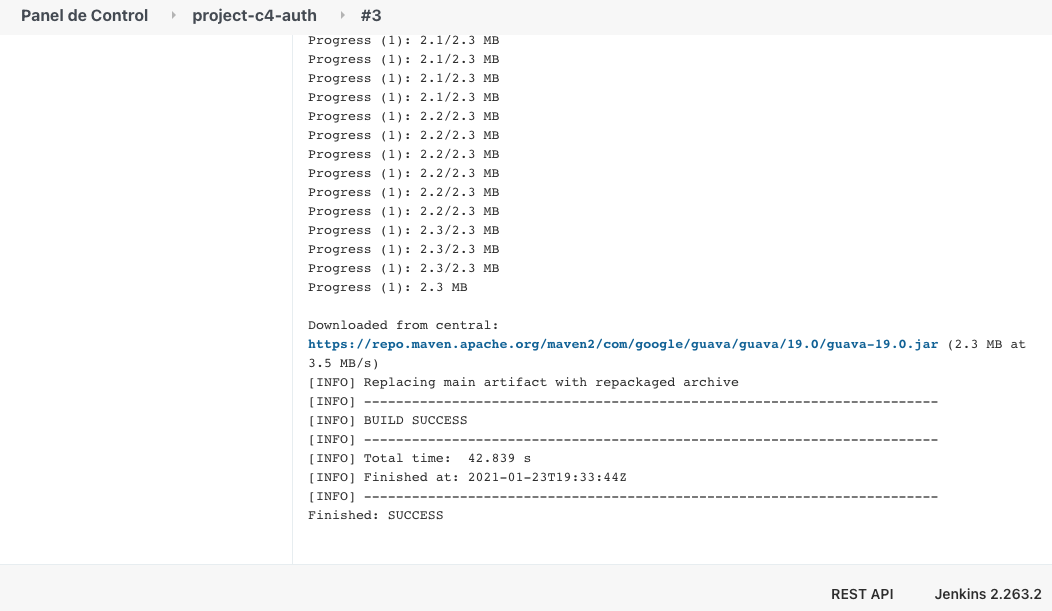 Panel de Control project-c4-auth #3
Progress (1): 2.1/2.3 MB
Progress (1): 2.1/2.3 MB
Progress (1): 2.1/2.3 MB
Progress (1): 2.1/2.3 MB
Progress (1): 2.2/2.3 MB
Progress (1): 2.2/2.3 MB
Progress (1): 2.2/2.3 MB
Progress (1): 2.2/2.3 MB
Progress (1): 2.2/2.3 MB
Progress (1): 2.2/2.3 MB
Progress (1): 2.3/2.3 MB
Progress (1): 2.3/2.3 MB
Progress (1): 2.3/2.3 MB
Progress (1): 2.3 MB
Downloaded from central:
https://repo.maven.apache.org/maven2/com/google/guava/guava/19.0/guava-19.0.jar (2.3 MB at
3.5 MB/s)
[INFO] Replacing main artifact with repackaged archive
[INFO] ------------------------------------------------------------------------
[INFO] BUILD SUCCESS
[INFO] ------------------------------------------------------------------------
[INFO] Total time:  42.839 s
[INFO] Finished at: 2021-01-23T19:33:44Z
[INFO] ------------------------------------------------------------------------
Finished: SUCCESS
REST API Jenkins 2.263.2